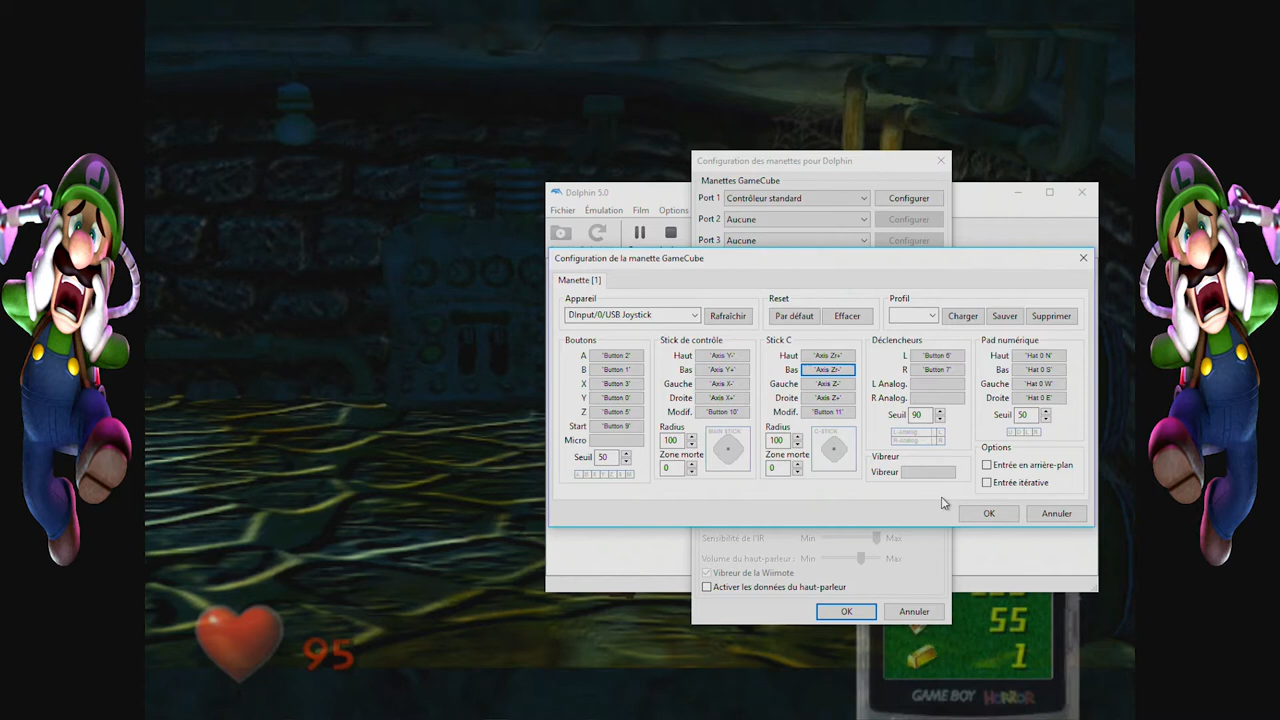 Configuration des manettes pour Dolphin
Manettes GameCube
Port 1 Contrôleur standard Configurer
Port 2 Aucune Configurer
Port 3 Aucune Configurer
Dolphin 5.0
Fichier Émulation Film Options
Configuration de la manette GameCube
Manette [1]
Appareil Reset Profil
DInput/0/USB Joystick Rafraîchir Par défaut Effacer Charger Sauver Supprimer
Boutons Stick de contrôle Stick C Déclencheurs Pad numérique
A 'Button 2' Haut 'Axis Y-' Haut 'Axis Zr+' L 'Button 6' Haut 'Hat 0 N'
B 'Button 1' Bas 'Axis Y+' Bas 'Axis Zr-' R 'Button 7' Bas 'Hat 0 S'
X 'Button 3' Gauche 'Axis X-' Gauche 'Axis Z-' L Analog. Gauche 'Hat 0 W'
Y 'Button 0' Droite 'Axis X+' Droite 'Axis Z+' R Analog. Droite 'Hat 0 E'
Z 'Button 5' Modif. 'Button 10' Modif. 'Button 11' Seuil 90 Seuil 50
Start 'Button 9' Radius Radius
Micro 100 MAIN STICK 100 C-STICK L-Analog L U D L R
R-Analog R
Seuil 50 Zone morte Zone morte Vibreur Options
0 0 Vibreur Entrée en arrière-plan
A B X Y Z S M Entrée itérative
OK Annuler
Sensibilité de l'IR Min Max
Volume du haut-parleur : Min Max
Vibreur de la Wiimote
Activer les données du haut-parleur
OK Annuler
95
55
1
GAME BOY HORROR